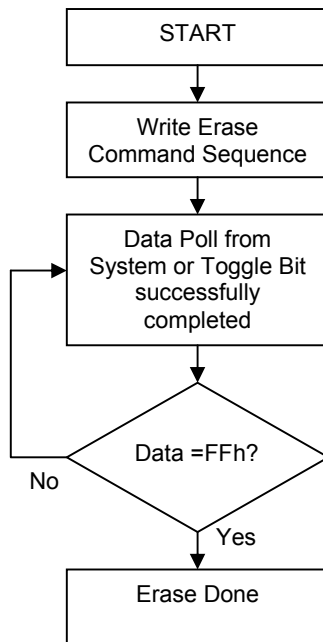 START
Write Erase
Command Sequence
Data Poll from
System or Toggle Bit
successfully
completed
Data =FFh?
No
Yes
Erase Done